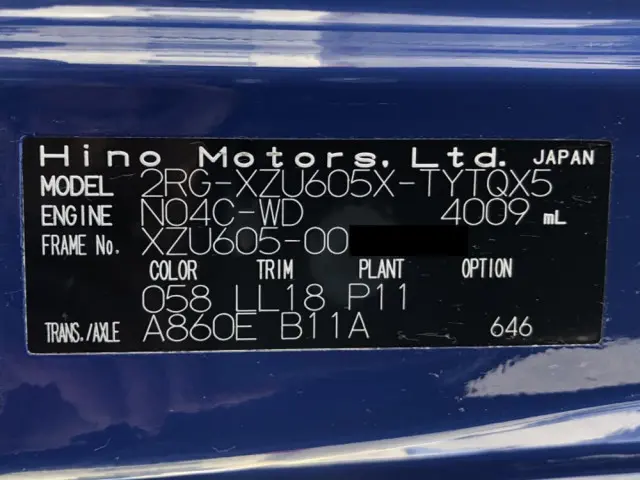 Hino Motors, Ltd. JAPAN
MODEL 2RG-XZU605X-TYTQX5
ENGINE N04C-WD 4009 mL
FRAME No. XZU605-00
COLOR TRIM PLANT OPTION
058 LL18 P11
TRANS./AXLE A860E B11A 646